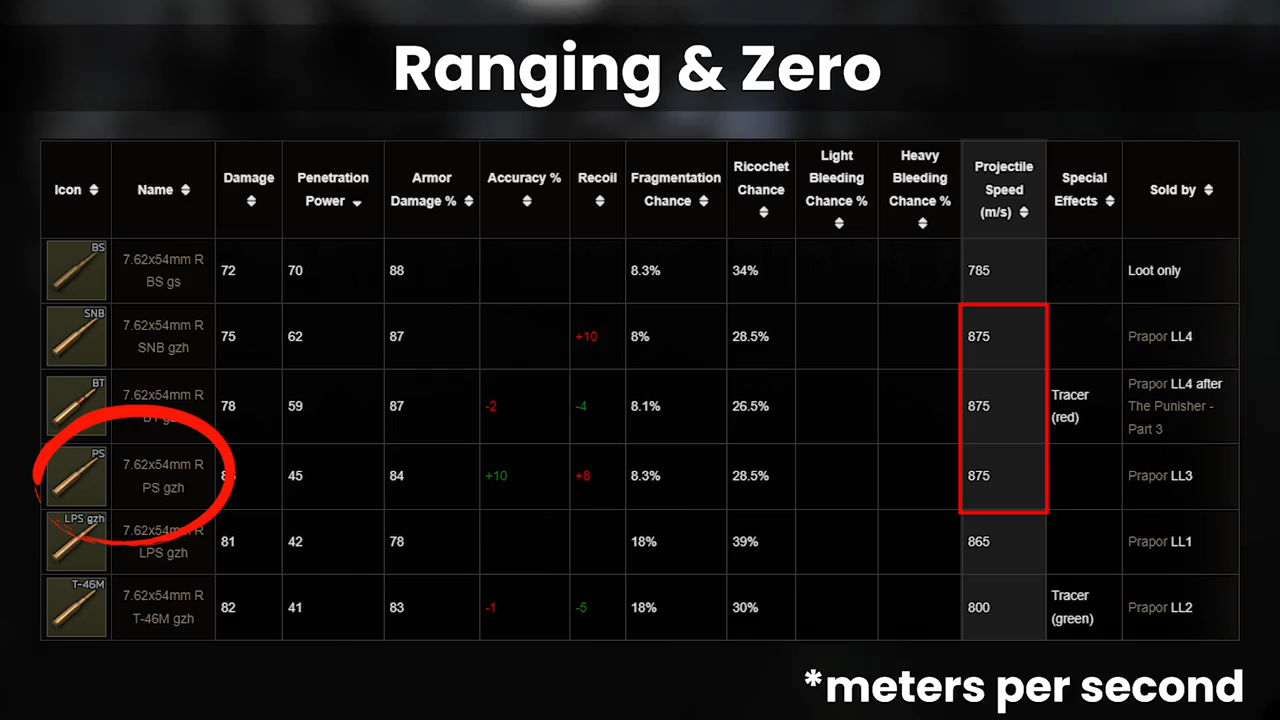 Ranging & Zero
Icon Name Damage Penetration Power Armor Damage % Accuracy % Recoil Fragmentation Chance Ricochet Chance Light Bleeding Chance % Heavy Bleeding Chance % Projectile Speed (m/s) Special Effects Sold by
BS 7.62x54mm R BS gs 72 70 88 8.3% 34% 785 Loot only
SNB 7.62x54mm R SNB gzh 75 62 87 +10 8% 28.5% 875 Prapor LL4
BT 7.62x54mm R 78 59 87 -2 -4 8.1% 26.5% 875 Tracer (red) Prapor LL4 after The Punisher - Part 3
PS 7.62x54mm R PS gzh 45 84 +10 +8 8.3% 28.5% 875 Prapor LL3
LPS gzh 7.62x54mm R LPS gzh 81 42 78 18% 39% 865 Prapor LL1
T-46M 7.62x54mm R T-46M gzh 82 41 83 -1 -5 18% 30% 800 Tracer (green) Prapor LL2
*meters per second